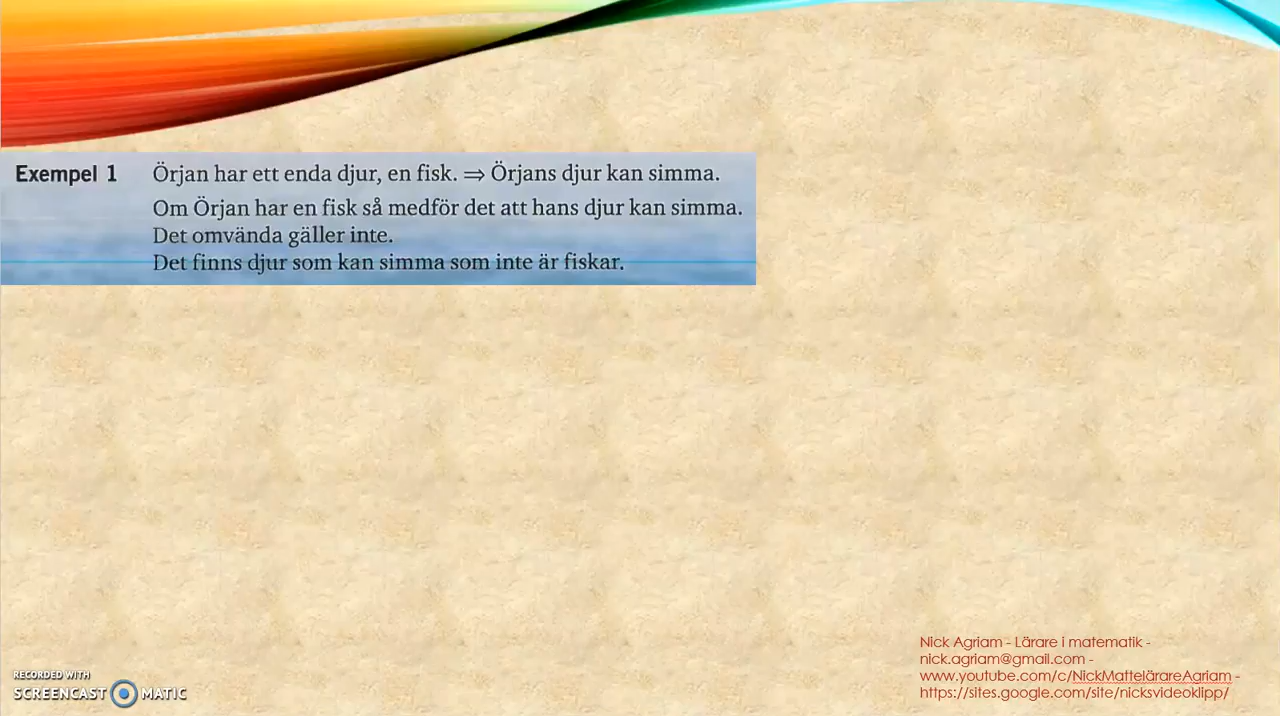 Exempel 1 Örjan har ett enda djur, en fisk. ⇒ Örjans djur kan simma.
Om Örjan har en fisk så medför det att hans djur kan simma.
Det omvända gäller inte.
Det finns djur som kan simma som inte är fiskar.
Nick Agriam - Lärare i matematik -
nick.agriam@gmail.com -
www.youtube.com/c/NickMattelärareAgriam -
https://sites.google.com/site/nicksvideoklipp/
RECORDED WITH
SCREENCAST MATIC